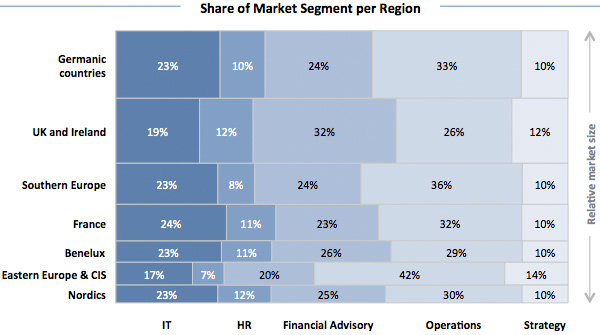 Share of Market Segment per Region
Germanic
countries
23% 10% 24% 33% 10%
UK and Ireland 19% 12% 32% 26% 12%
Southern Europe 23% 8% 24% 36% 10%
France 24% 11% 23% 32% 10%
Benelux 23% 11% 26% 29% 10%
Eastern Europe & CIS 17% 7% 20% 42% 14%
Nordics 23% 12% 25% 30% 10%
IT HR Financial Advisory Operations Strategy
Relative market size